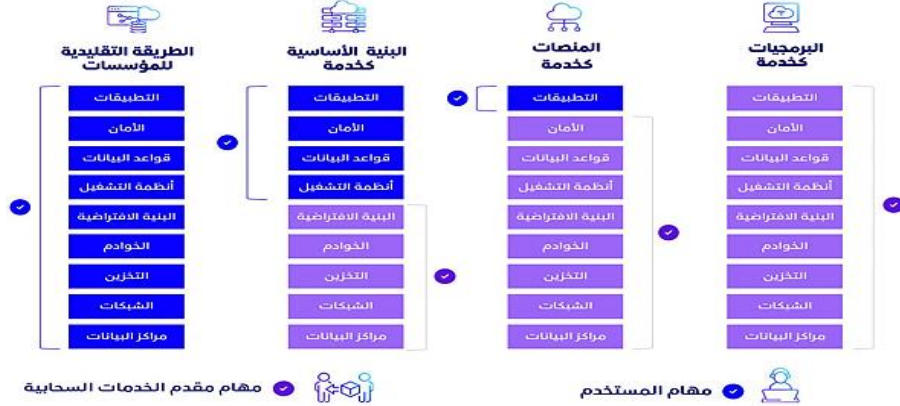 البرمجيات
كخدمة
التطبيقات
الأمان
قواعد البيانات
أنظمة التشغيل
البنية الافتراضية
الخوادم
التخزين
الشبكات
مراكز البيانات
المنصات
كخدمة
التطبيقات
الأمان
قواعد البيانات
أنظمة التشغيل
البنية الافتراضية
الخوادم
التخزين
الشبكات
مراكز البيانات
البنية الأساسية
كخدمة
التطبيقات
الأمان
قواعد البيانات
أنظمة التشغيل
البنية الافتراضية
الخوادم
التخزين
الشبكات
مراكز البيانات
الطريقة التقليدية
للمؤسسات
التطبيقات
الأمان
قواعد البيانات
أنظمة التشغيل
البنية الافتراضية
الخوادم
التخزين
الشبكات
مراكز البيانات
مهام المستخدم
مهام مقدم الخدمات السحابية